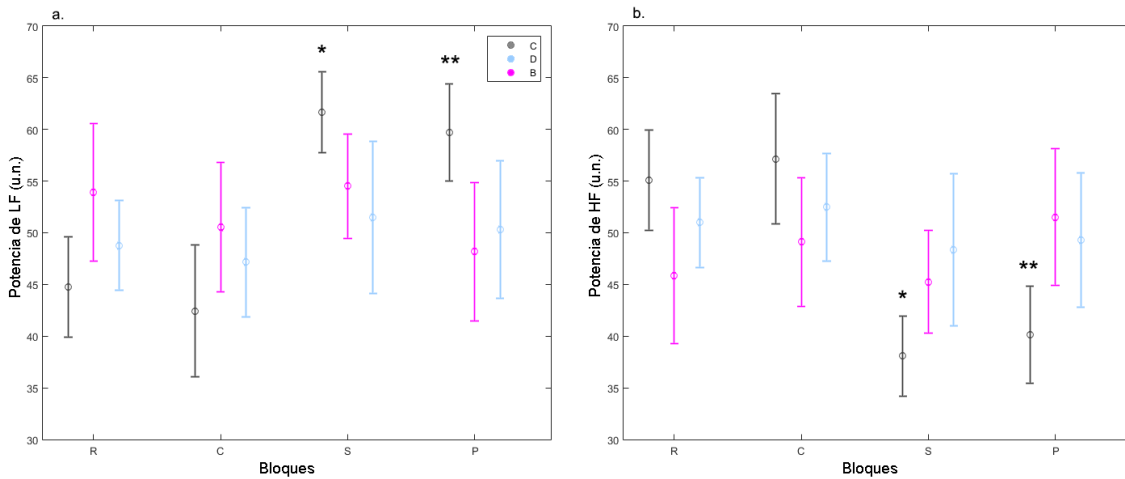 a.
Potencia de LF (u.n.)
70
65
60
55
50
45
40
35
30
*
**
C
D
B
R C S P
Bloques
b.
Potencia de HF (u.n.)
70
65
60
55
50
45
40
35
30
*
**
R C S P
Bloques